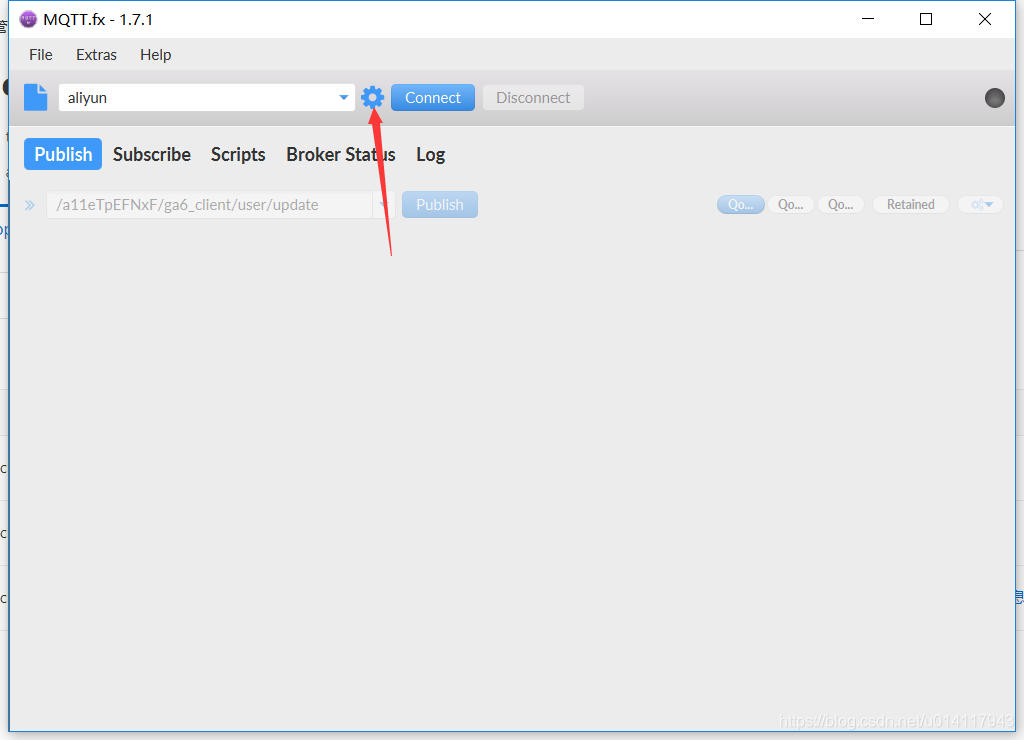 MQTT.fx - 1.7.1
File Extras Help
aliyun Connect Disconnect
Publish Subscribe Scripts Broker Status Log
/a11eTpEFNxF/ga6_client/user/update Publish Qo... Qo... Qo... Retained
https://blog.csdn.net/u014117943